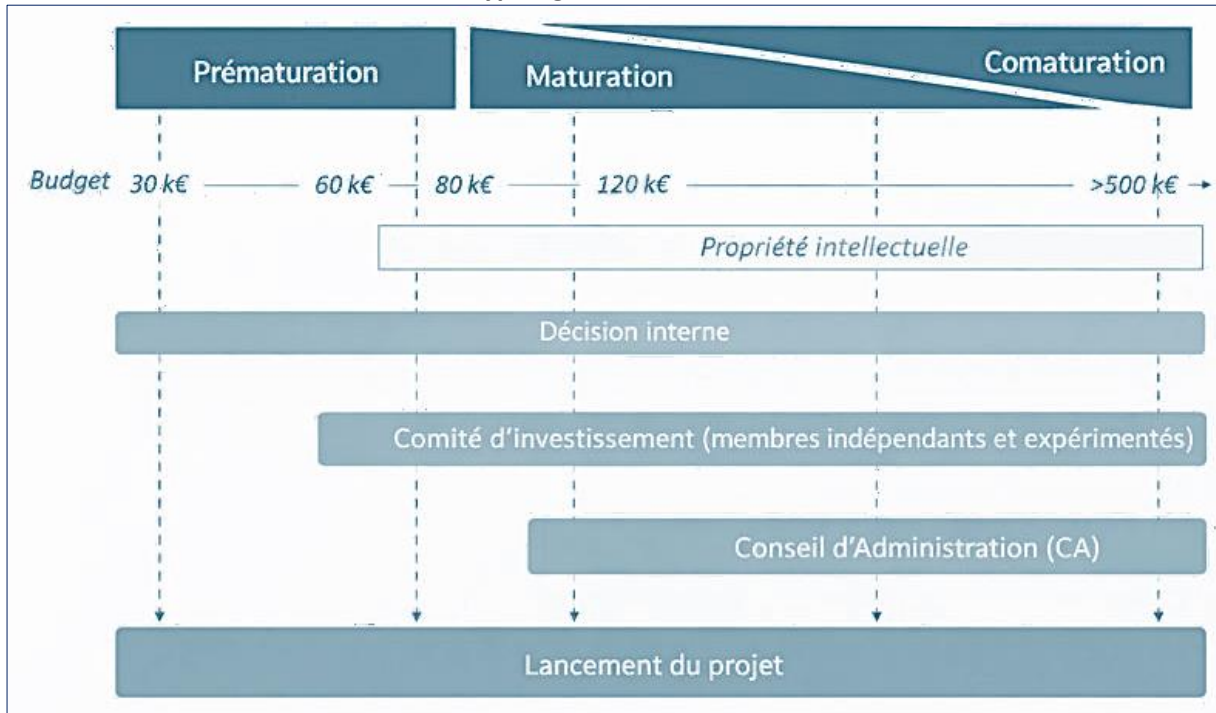 Prématuration
Maturation
Comaturation
Budget 30 k€ 60 k€ 80 k€ 120 k€ >500 k€
Propriété intellectuelle
Décision interne
Comité d'investissement (membres indépendants et expérimentés)
Conseil d'Administration (CA)
Lancement du projet